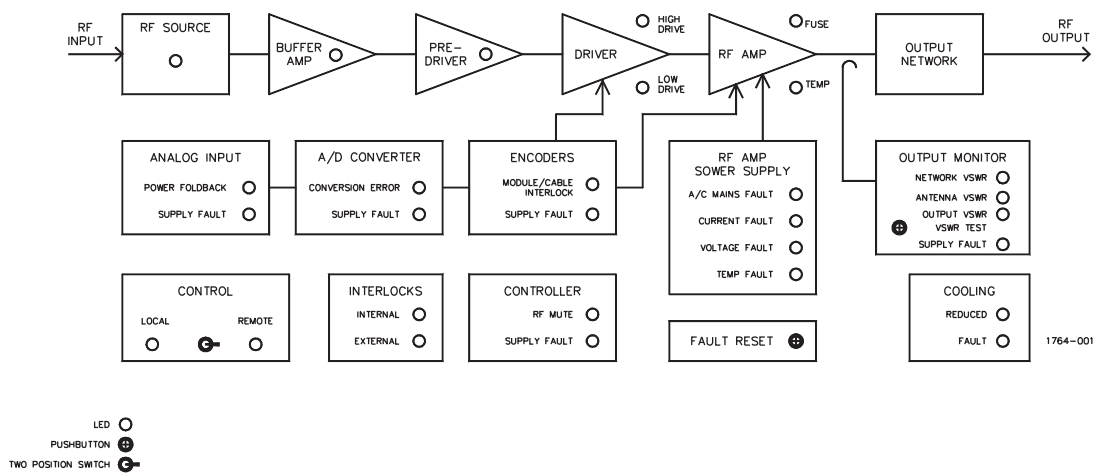 RF
INPUT
RF SOURCE
BUFFER
AMP
PRE-
DRIVER
DRIVER
HIGH
DRIVE
LOW
DRIVE
RF AMP
FUSE
TEMP
OUTPUT
NETWORK
RF
OUTPUT
ANALOG INPUT
POWER FOLDBACK
SUPPLY FAULT
A/D CONVERTER
CONVERSION ERROR
SUPPLY FAULT
ENCODERS
MODULE/CABLE
INTERLOCK
SUPPLY FAULT
RF AMP
SOWER SUPPLY
A/C MAINS FAULT
CURRENT FAULT
VOLTAGE FAULT
TEMP FAULT
OUTPUT MONITOR
NETWORK VSWR
ANTENNA VSWR
OUTPUT VSWR
VSWR TEST
SUPPLY FAULT
CONTROL
LOCAL
REMOTE
INTERLOCKS
INTERNAL
EXTERNAL
CONTROLLER
RF MUTE
SUPPLY FAULT
FAULT RESET
COOLING
REDUCED
FAULT
1764-001
LED
PUSHBUTTON
TWO POSITION SWITCH